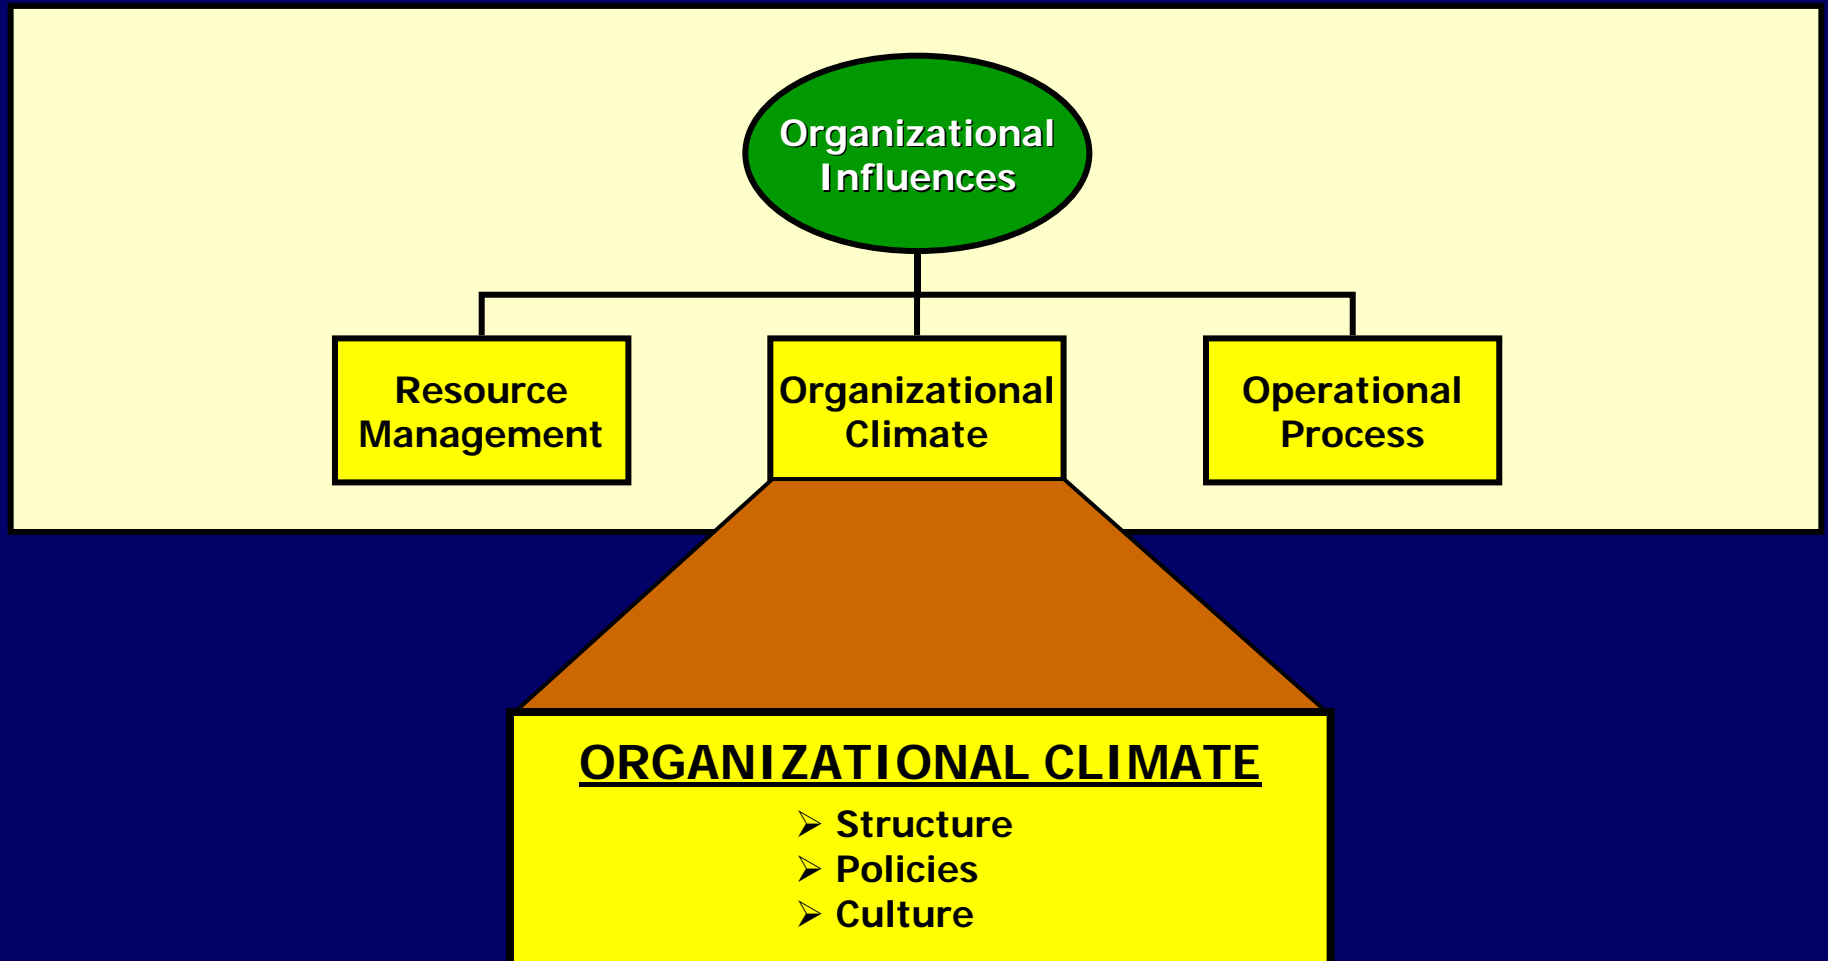 Organizational
Influences
Resource
Management
Organizational
Climate
Operational
Process
ORGANIZATIONAL CLIMATE
➢ Structure
➢ Policies
➢ Culture